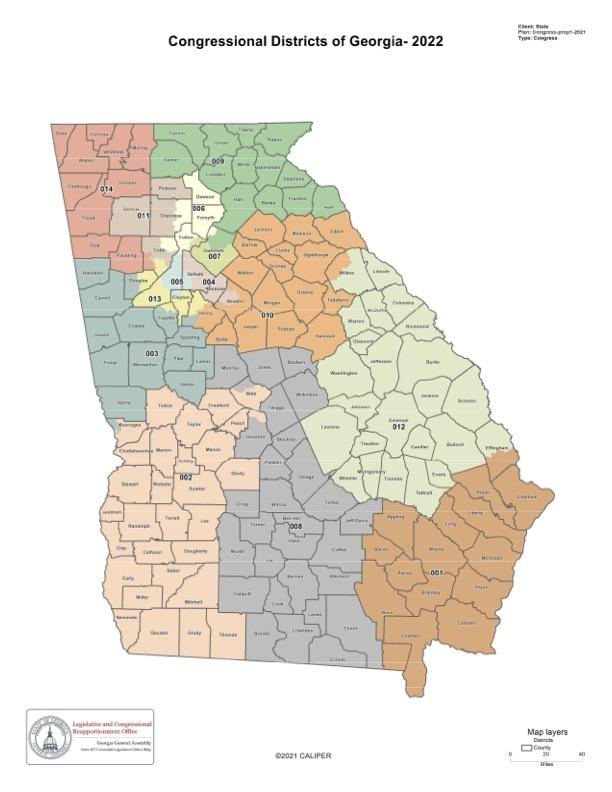 Congressional Districts of Georgia- 2022
Client: State
Plan: Congress-prop1-2021
Type: Congress
Dade
Catoosa
Whitfield
Murray
Walker
Fannin
Union
Towns
Rabun
Gilmer
Lumpkin
White
Habersham
Stephens
009
Chattooga
Gordon
014
Pickens
Dawson
Hall
Banks
Franklin
Hart
Floyd
Bartow
011
Cherokee
006
Forsyth
Jackson
Madison
Elbert
Polk
Paulding
Cobb
Fulton
Gwinnett
007
Barrow
Clarke
Oglethorpe
Oconee
Wilkes
Lincoln
Haralson
Douglas
005
DeKalb
004
Rockdale
Walton
Greene
Taliaferro
Columbia
McDuffie
Carroll
013
Clayton
Newton
Morgan
Warren
Richmond
Fayette
Henry
010
Heard
Coweta
Spalding
Butts
Jasper
Putnam
Hancock
Glascock
003
Troup
Meriwether
Pike
Lamar
Monroe
Jones
Baldwin
Washington
Jefferson
Burke
Wilkinson
Jenkins
Screven
Harris
Talbot
Crawford
Bibb
Twiggs
Johnson
Emanuel
012
Muscogee
Taylor
Peach
Houston
Laurens
Treutlen
Candler
Bulloch
Effingham
Chattahoochee
Marion
Macon
Schley
Pulaski
Dodge
Wheeler
Montgomery
Toombs
Evans
Tattnall
Stewart
Webster
002
Sumter
Dooly
Wilcox
Telfair
Bryan
Chatham
Quitman
Randolph
Terrell
Lee
Crisp
Turner
Ben Hill
008
Jeff Davis
Appling
Long
Liberty
Clay
Calhoun
Dougherty
Worth
Coffee
Bacon
Wayne
McIntosh
Early
Baker
Berrien
Atkinson
Pierce
001
Glynn
Miller
Mitchell
Colquitt
Cook
Lanier
Brantley
Seminole
Decatur
Grady
Thomas
Brooks
Lowndes
Clinch
Echols
Charlton
Camden
Legislative and Congressional
Reapportionment Office
Georgia General Assembly
©2021 CALIPER
Map layers
Districts
County
0 20 40
Miles